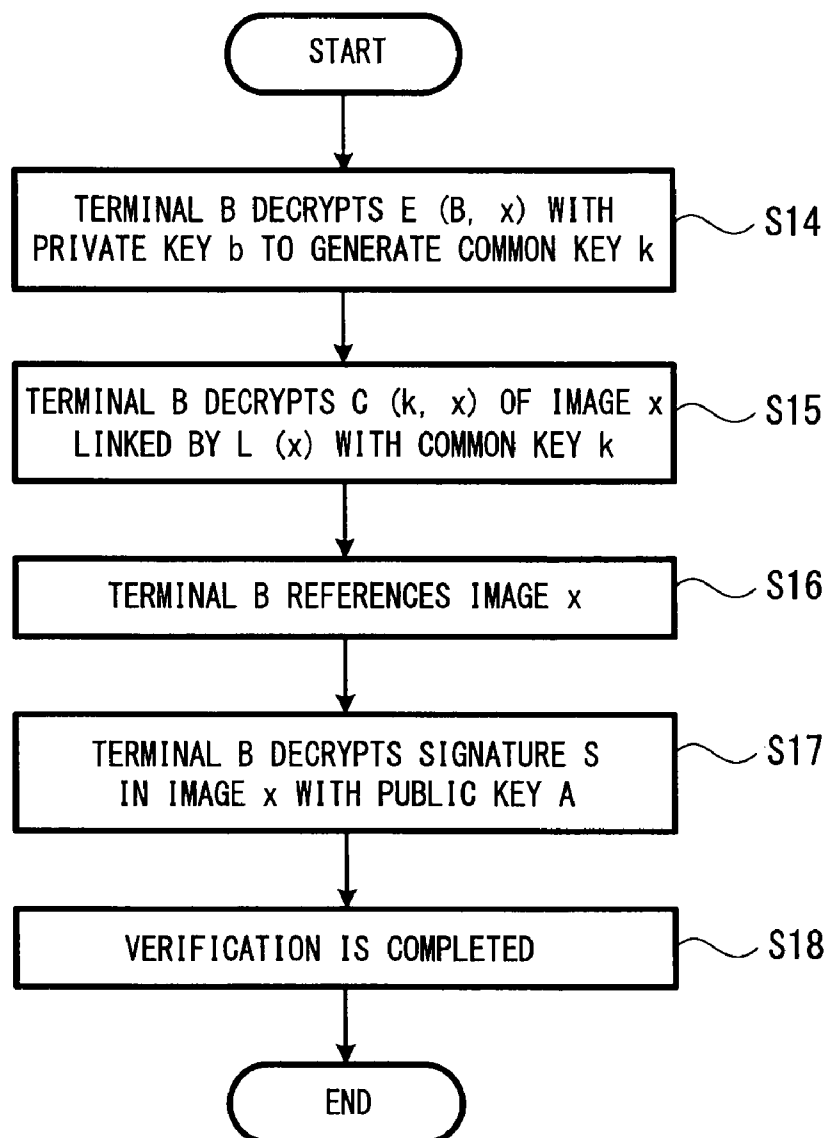 START
TERMINAL B DECRYPTS E (B, x) WITH
PRIVATE KEY b TO GENERATE COMMON KEY k
S14
TERMINAL B DECRYPTS C (k, x) OF IMAGE x
LINKED BY L (x) WITH COMMON KEY k
S15
TERMINAL B REFERENCES IMAGE x
S16
TERMINAL B DECRYPTS SIGNATURE S
IN IMAGE x WITH PUBLIC KEY A
S17
VERIFICATION IS COMPLETED
S18
END